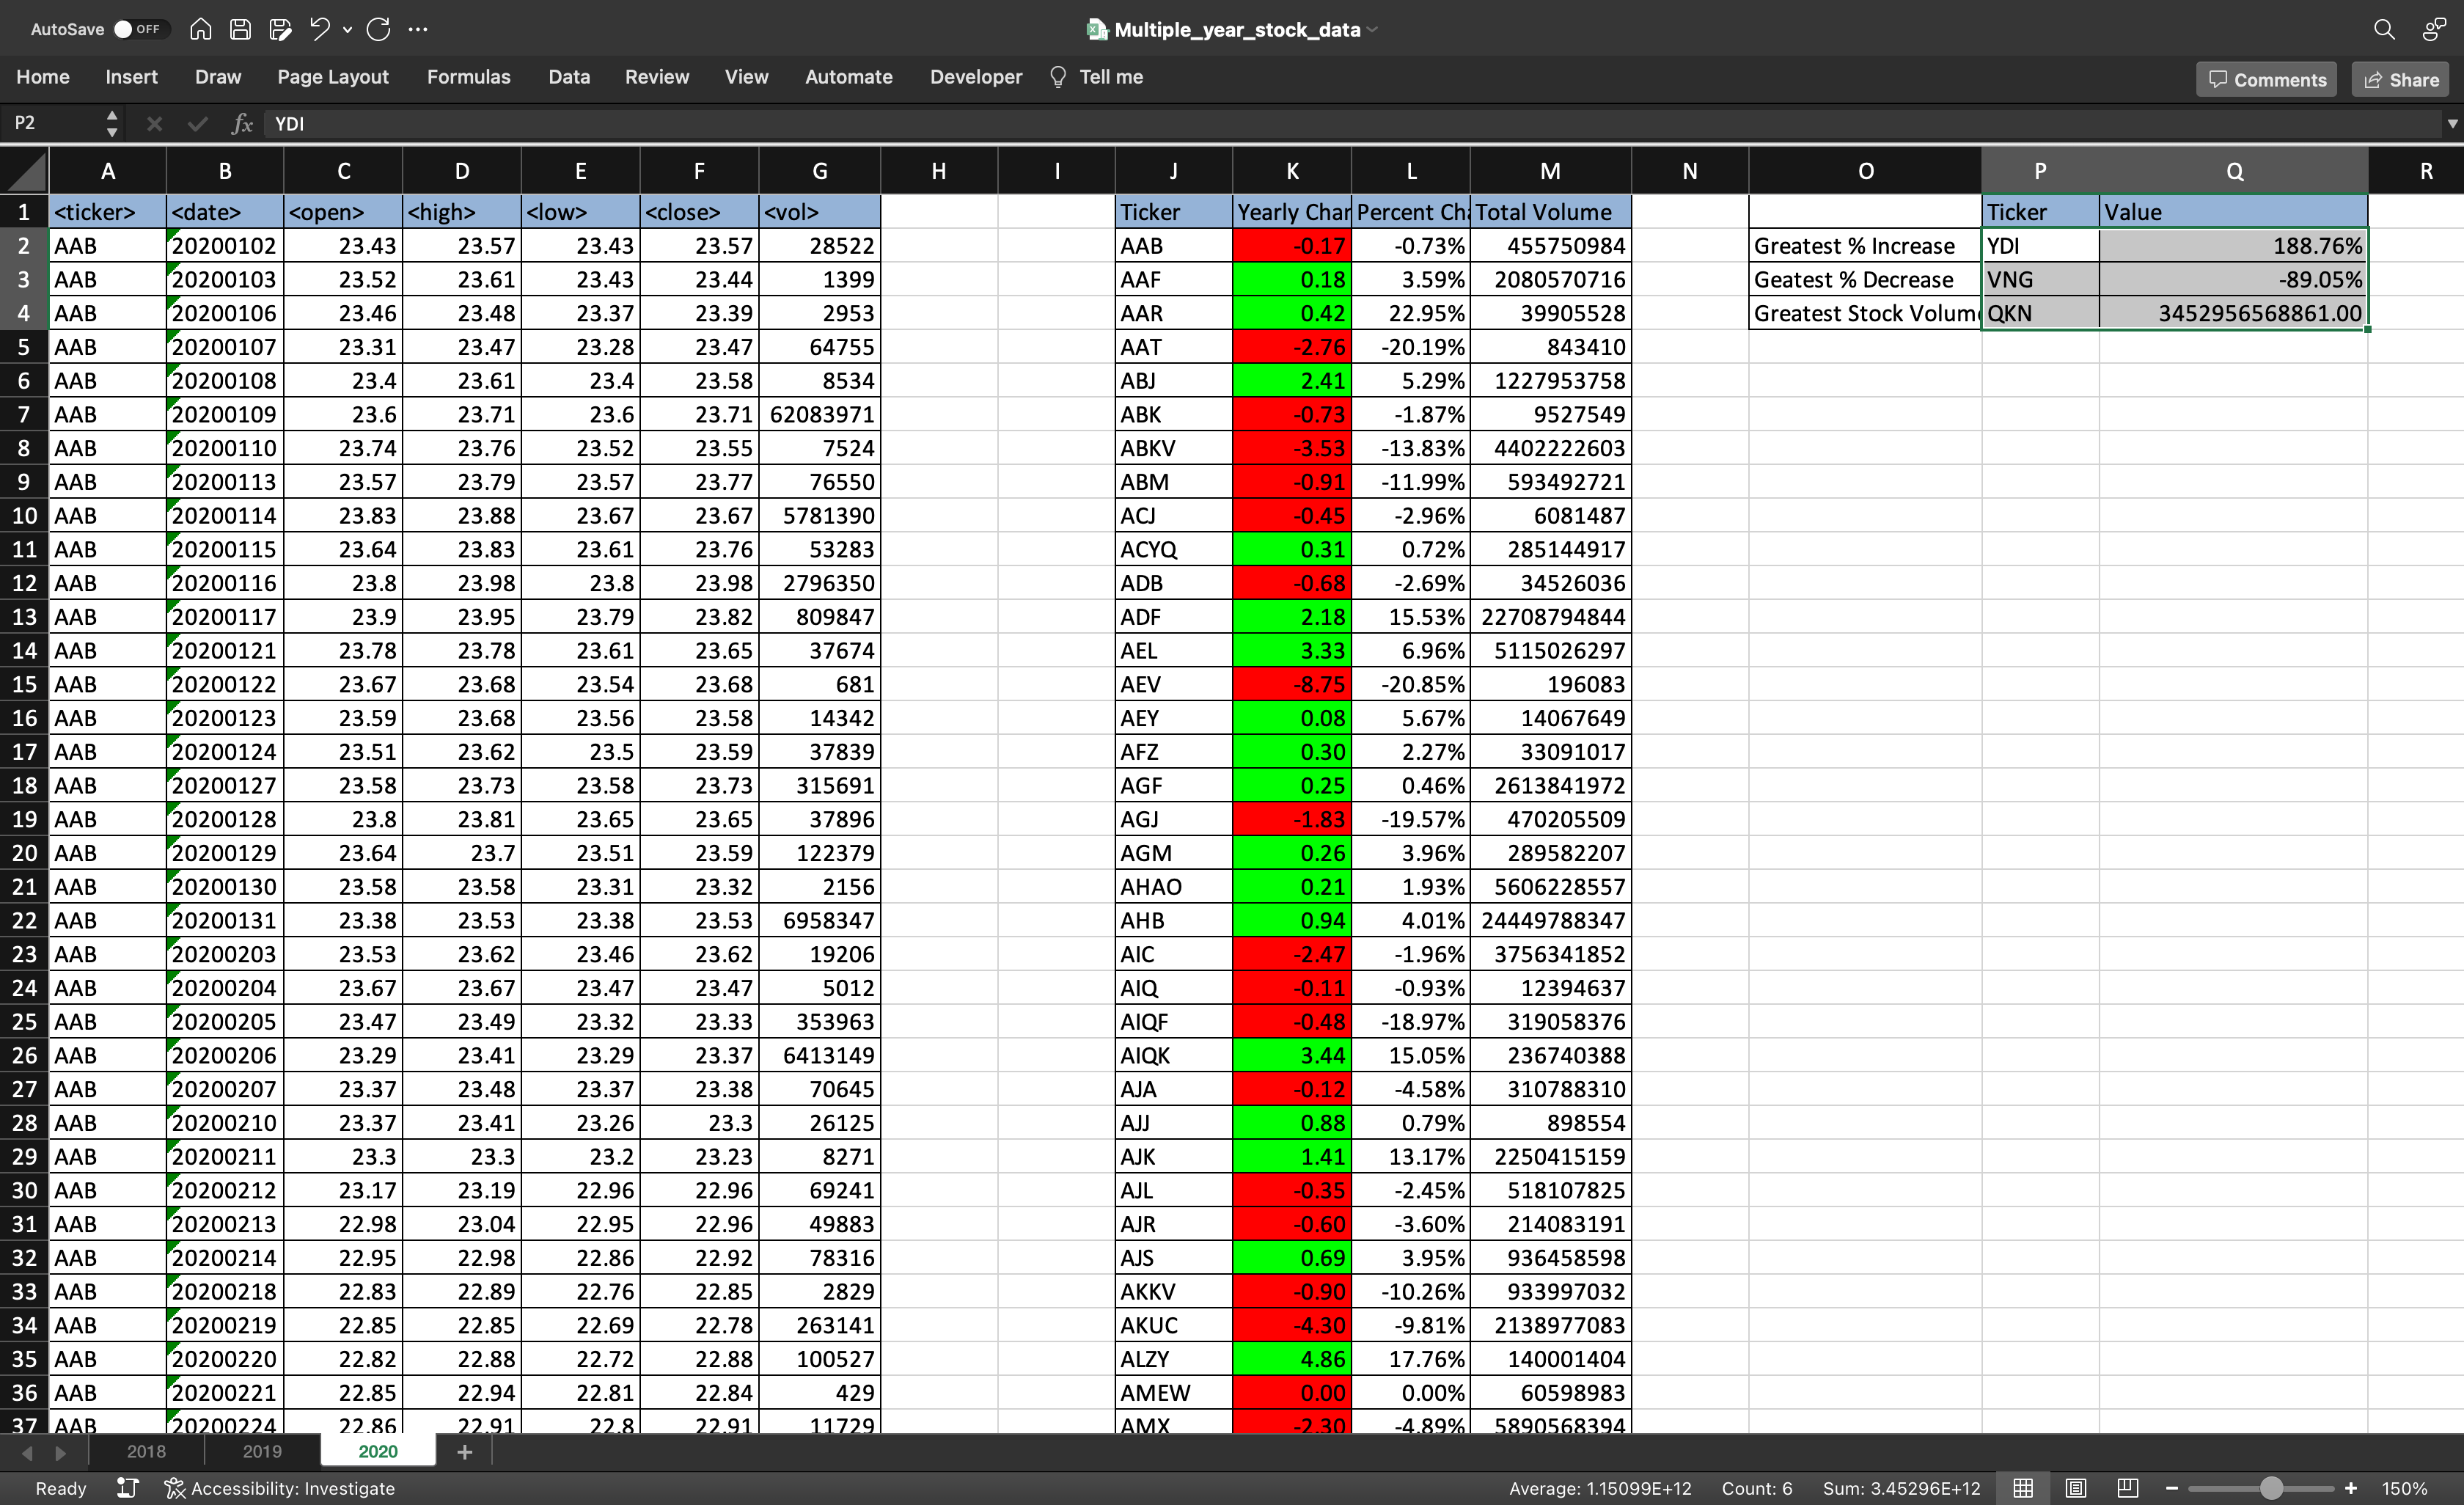 AutoSave OFF Multiple_year_stock_data
Home Insert Draw Page Layout Formulas Data Review View Automate Developer Tell me Comments Share
P2 fx YDI
A B C D E F G H I J K L M N O P Q R
1 <ticker> <date> <open> <high> <low> <close> <vol> Ticker Yearly Char Percent Cha Total Volume Ticker Value
2 AAB 20200102 23.43 23.57 23.43 23.57 28522 AAB -0.17 -0.73% 455750984 Greatest % Increase YDI 188.76%
3 AAB 20200103 23.52 23.61 23.43 23.44 1399 AAF 0.18 3.59% 2080570716 Geatest % Decrease VNG -89.05%
4 AAB 20200106 23.46 23.48 23.37 23.39 2953 AAR 0.42 22.95% 39905528 Greatest Stock Volum QKN 3452956568861.00
5 AAB 20200107 23.31 23.47 23.28 23.47 64755 AAT -2.76 -20.19% 843410
6 AAB 20200108 23.4 23.61 23.4 23.58 8534 ABJ 2.41 5.29% 1227953758
7 AAB 20200109 23.6 23.71 23.6 23.71 62083971 ABK -0.73 -1.87% 9527549
8 AAB 20200110 23.74 23.76 23.52 23.55 7524 ABKV -3.53 -13.83% 4402222603
9 AAB 20200113 23.57 23.79 23.57 23.77 76550 ABM -0.91 -11.99% 593492721
10 AAB 20200114 23.83 23.88 23.67 23.67 5781390 ACJ -0.45 -2.96% 6081487
11 AAB 20200115 23.64 23.83 23.61 23.76 53283 ACYQ 0.31 0.72% 285144917
12 AAB 20200116 23.8 23.98 23.8 23.98 2796350 ADB -0.68 -2.69% 34526036
13 AAB 20200117 23.9 23.95 23.79 23.82 809847 ADF 2.18 15.53% 22708794844
14 AAB 20200121 23.78 23.78 23.61 23.65 37674 AEL 3.33 6.96% 5115026297
15 AAB 20200122 23.67 23.68 23.54 23.68 681 AEV -8.75 -20.85% 196083
16 AAB 20200123 23.59 23.68 23.56 23.58 14342 AEY 0.08 5.67% 14067649
17 AAB 20200124 23.51 23.62 23.5 23.59 37839 AFZ 0.30 2.27% 33091017
18 AAB 20200127 23.58 23.73 23.58 23.73 315691 AGF 0.25 0.46% 2613841972
19 AAB 20200128 23.8 23.81 23.65 23.65 37896 AGJ -1.83 -19.57% 470205509
20 AAB 20200129 23.64 23.7 23.51 23.59 122379 AGM 0.26 3.96% 289582207
21 AAB 20200130 23.58 23.58 23.31 23.32 2156 AHAO 0.21 1.93% 5606228557
22 AAB 20200131 23.38 23.53 23.38 23.53 6958347 AHB 0.94 4.01% 24449788347
23 AAB 20200203 23.53 23.62 23.46 23.62 19206 AIC -2.47 -1.96% 3756341852
24 AAB 20200204 23.67 23.67 23.47 23.47 5012 AIQ -0.11 -0.93% 12394637
25 AAB 20200205 23.47 23.49 23.32 23.33 353963 AIQF -0.48 -18.97% 319058376
26 AAB 20200206 23.29 23.41 23.29 23.37 6413149 AIQK 3.44 15.05% 236740388
27 AAB 20200207 23.37 23.48 23.37 23.38 70645 AJA -0.12 -4.58% 310788310
28 AAB 20200210 23.37 23.41 23.26 23.3 26125 AJJ 0.88 0.79% 898554
29 AAB 20200211 23.3 23.3 23.2 23.23 8271 AJK 1.41 13.17% 2250415159
30 AAB 20200212 23.17 23.19 22.96 22.96 69241 AJL -0.35 -2.45% 518107825
31 AAB 20200213 22.98 23.04 22.95 22.96 49883 AJR -0.60 -3.60% 214083191
32 AAB 20200214 22.95 22.98 22.86 22.92 78316 AJS 0.69 3.95% 936458598
33 AAB 20200218 22.83 22.89 22.76 22.85 2829 AKKV -0.90 -10.26% 933997032
34 AAB 20200219 22.85 22.85 22.69 22.78 263141 AKUC -4.30 -9.81% 2138977083
35 AAB 20200220 22.82 22.88 22.72 22.88 100527 ALZY 4.86 17.76% 140001404
36 AAB 20200221 22.85 22.94 22.81 22.84 429 AMEW 0.00 0.00% 60598983
37 AAB 20200224 22.86 22.91 22.8 22.91 11729 AMX -2.30 -4.89% 5890568394
2018 2019 2020
Ready Accessibility: Investigate Average: 1.15099E+12 Count: 6 Sum: 3.45296E+12 150%